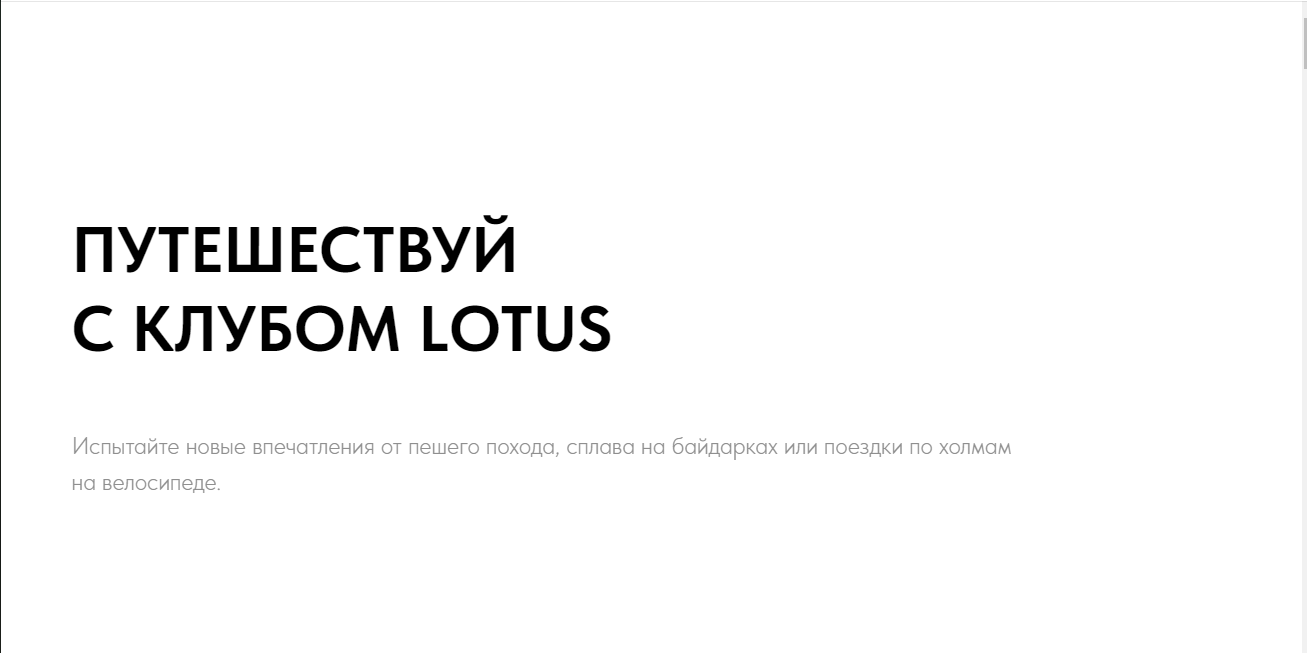 ПУТЕШЕСТВУЙ
С КЛУБОМ LOTUS
Испытайте новые впечатления от пешего похода, сплава на байдарках или поездки по холмам
на велосипеде.